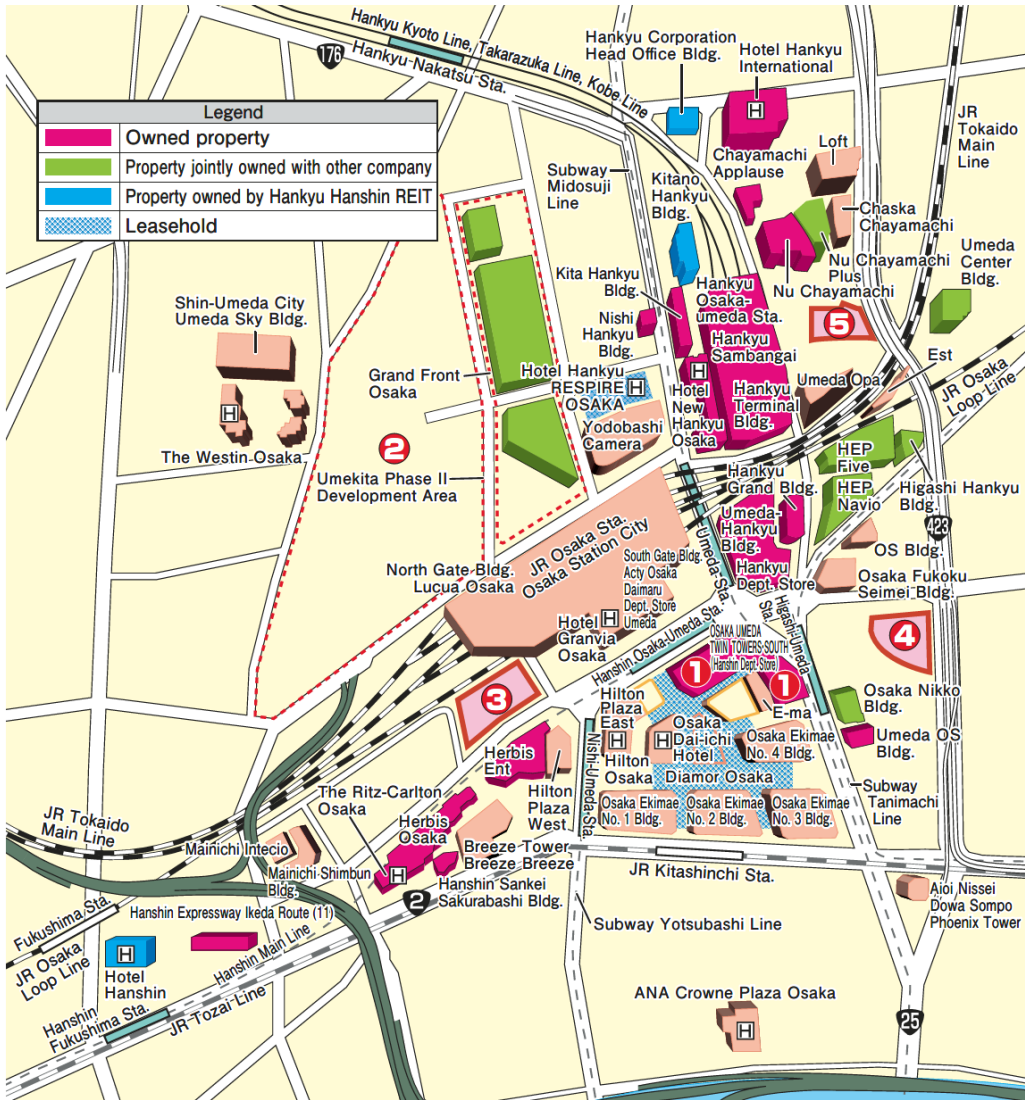 Hankyu Kyoto Line, Takarazuka Line, Kobe Line
176
Hankyu Nakatsu Sta.
Hankyu Corporation
Head Office Bldg.
Hotel Hankyu
International
H
Legend
Owned property
Property jointly owned with other company
Property owned by Hankyu Hanshin REIT
Leasehold
JR
Tokaido
Main
Line
Loft
Chayamachi
Applause
Subway
Midosuji
Line
Kitano
Hankyu
Bldg.
Chaska
Chayamachi
Nu Chayamachi
Plus
Nu Chayamachi
Umeda
Center
Bldg.
Kita Hankyu
Bldg.
Hankyu
Osaka-
umeda Sta.
Shin-Umeda City
Umeda Sky Bldg.
Nishi
Hankyu
Bldg.
Hankyu
Sambangai
5
Est
Grand Front
Osaka
Hotel Hankyu
RESPIRE
OSAKA
H
H
Hotel
New
Hankyu
Osaka
Hankyu
Terminal
Bldg.
Umeda Opa
JR Osaka
Loop Line
H
The Westin Osaka
Yodobashi
Camera
2
Umekita Phase II
Development Area
HEP
Five
HEP
Navio
Higashi Hankyu
Bldg.
Hankyu
Grand Bldg.
Umeda-
Hankyu
Bldg.
423
OS Bldg.
JR Osaka Sta.
Osaka Station City
Umeda Sta.
Hankyu
Dept. Store
Osaka Fukoku
Seimei Bldg.
North Gate Bldg.
Lucua Osaka
South Gate Bldg.
Acty Osaka
Daimaru
Dept. Store
Umeda
H
Hotel
Granvia
Osaka
Hanshin Osaka-Umeda Sta.
Higashi-Umeda
Sta.
OSAKA UMEDA
TWIN TOWERS SOUTH
(Hanshin Dept. Store)
4
1
1
3
Hilton
Plaza
East
E-ma
Osaka Nikko
Bldg.
Umeda OS
Bldg.
H
Hilton
Osaka
H
Osaka
Dai-ichi
Hotel
Osaka Ekimae
No. 4 Bldg.
Herbis
Ent
Hilton
Plaza
West
Nishi-Umeda Sta.
Diamor Osaka
Subway
Tanimachi
Line
The Ritz-Carlton
Osaka
Osaka Ekimae
No. 1 Bldg.
Osaka Ekimae
No. 2 Bldg.
Osaka Ekimae
No. 3 Bldg.
JR Tokaido
Main Line
Herbis
Osaka
Mainichi Intecio
Mainichi Shimbun
Bldg.
H
Breeze Tower
Breeze Breeze
JR Kitashinchi Sta.
Hanshin Sankei
Sakurabashi Bldg.
2
Aioi Nissei
Dowa Sompo
Phoenix Tower
Fukushima Sta.
Hanshin Expressway Ikeda Route (11)
Subway Yotsubashi Line
JR Osaka
Loop Line
H
Hotel
Hanshin
Hanshin Main Line
Hanshin
Fukushima Sta.
JR Tozai Line
ANA Crowne Plaza Osaka
H
25